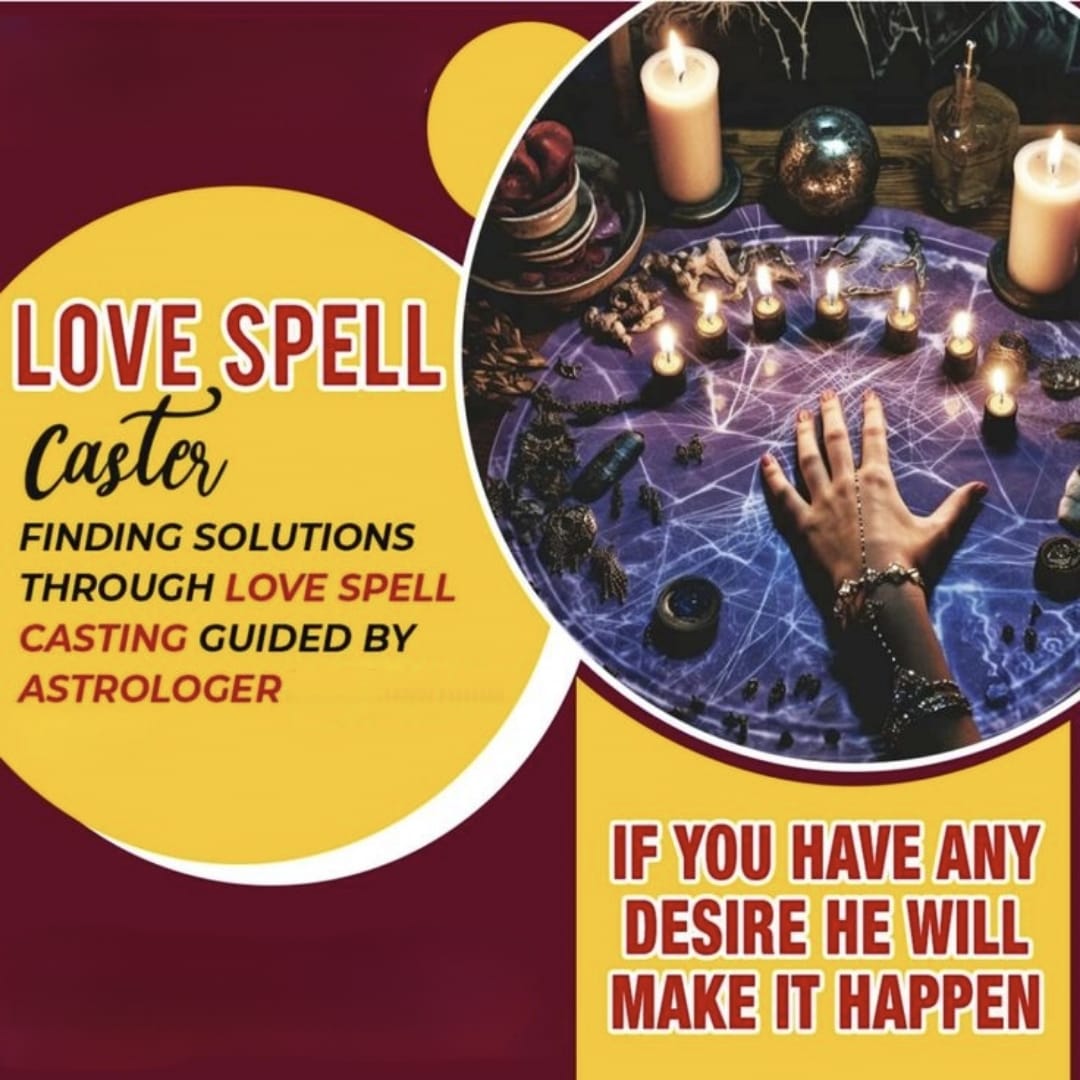 LOVE SPELL
Caster
FINDING SOLUTIONS
THROUGH LOVE SPELL
CASTING GUIDED BY
ASTROLOGER
IF YOU HAVE ANY
DESIRE HE WILL
MAKE IT HAPPEN